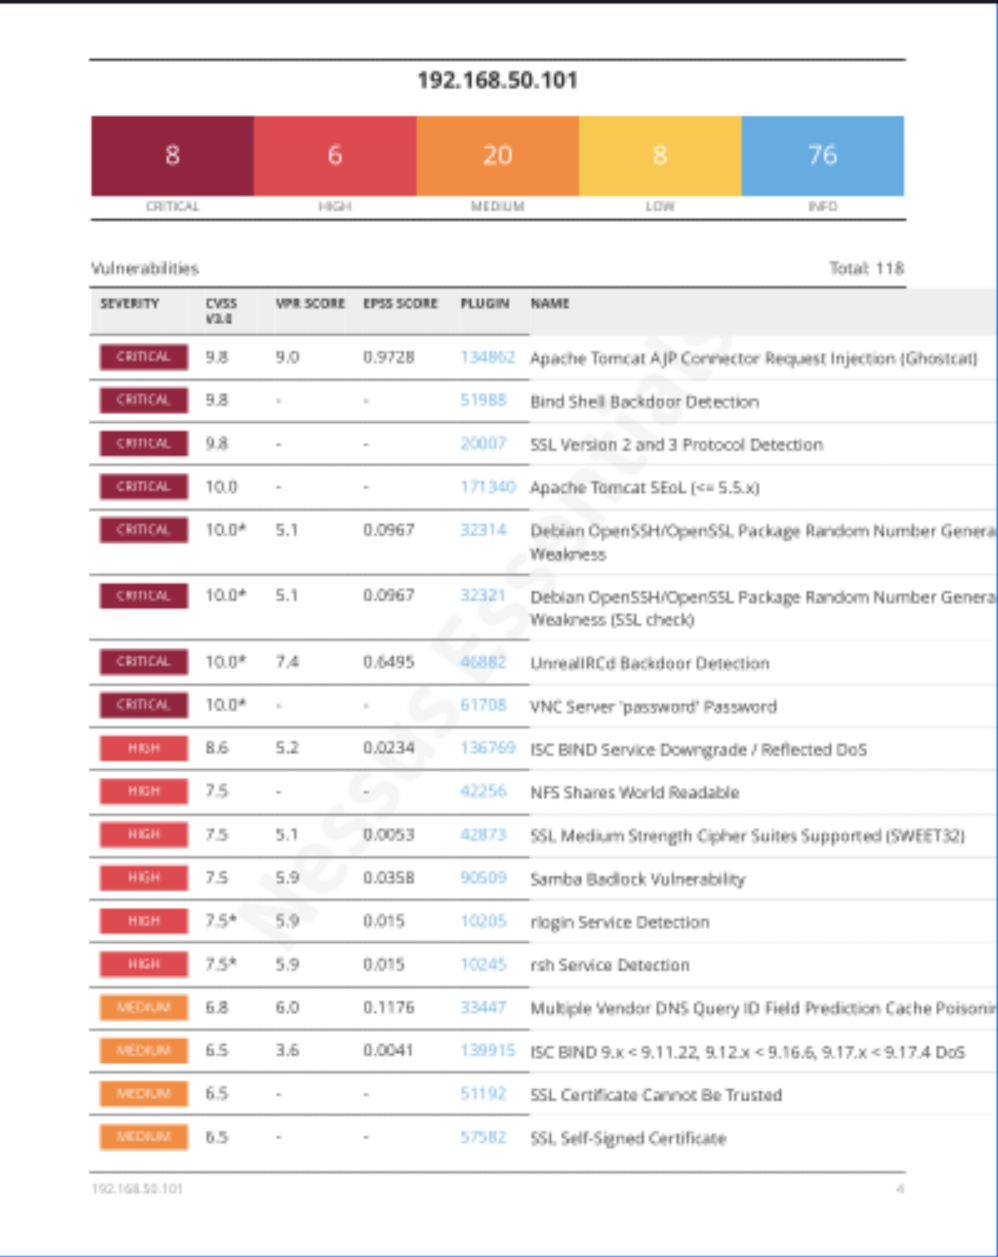 192.168.50.101
8 6 20 8 76
CRITICAL HIGH MEDIUM LOW INFO
Vulnerabilities Total: 118
SEVERITY CVSS V3.0 VPR SCORE EPSS SCORE PLUGIN NAME
CRITICAL 9.8 9.0 0.9728 134862 Apache Tomcat AJP Connector Request Injection (Ghostcat)
CRITICAL 9.8 - - 51988 Bind Shell Backdoor Detection
CRITICAL 9.8 - - 20007 SSL Version 2 and 3 Protocol Detection
CRITICAL 10.0 - - 171340 Apache Tomcat SEoL (<= 5.5.x)
CRITICAL 10.0* 5.1 0.0967 32314 Debian OpenSSH/OpenSSL Package Random Number Genera
Weakness
CRITICAL 10.0* 5.1 0.0967 32321 Debian OpenSSH/OpenSSL Package Random Number Genera
Weakness (SSL check)
CRITICAL 10.0* 7.4 0.6495 46882 UnrealIRCd Backdoor Detection
CRITICAL 10.0* - - 61708 VNC Server 'password' Password
HIGH 8.6 5.2 0.0234 136769 ISC BIND Service Downgrade / Reflected DoS
HIGH 7.5 - - 42256 NFS Shares World Readable
HIGH 7.5 5.1 0.0053 42873 SSL Medium Strength Cipher Suites Supported (SWEET32)
HIGH 7.5 5.9 0.0358 90509 Samba Badlock Vulnerability
HIGH 7.5* 5.9 0.015 10205 rlogin Service Detection
HIGH 7.5* 5.9 0.015 10245 rsh Service Detection
MEDIUM 6.8 6.0 0.1176 33447 Multiple Vendor DNS Query ID Field Prediction Cache Poisonin
MEDIUM 6.5 3.6 0.0041 139915 ISC BIND 9.x < 9.11.22, 9.12.x < 9.16.6, 9.17.x < 9.17.4 DoS
MEDIUM 6.5 - - 51192 SSL Certificate Cannot Be Trusted
MEDIUM 6.5 - - 57582 SSL Self-Signed Certificate
192.168.50.101 4
Nessus Essentials